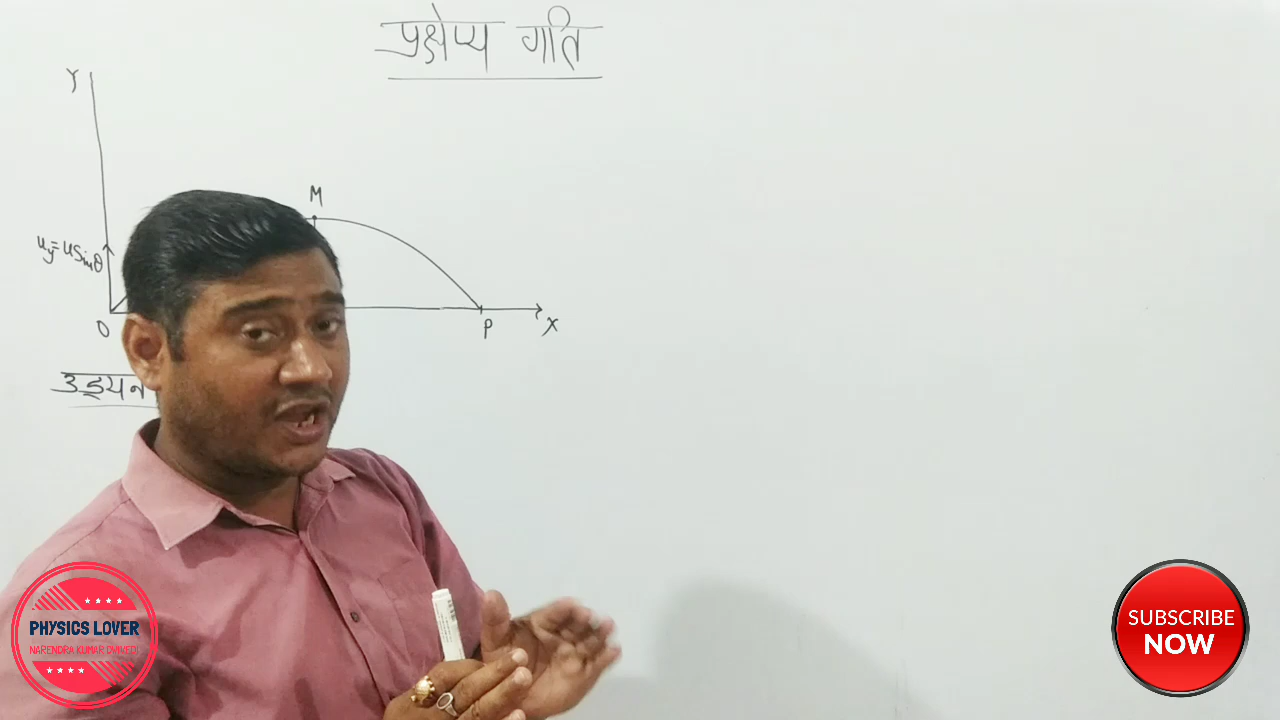 प्रक्षेप्य गति
Y
M
uy = u Sinθ
O
P
X
उड्डयन
PHYSICS LOVER
NARENDRA KUMAR DWIVEDI
SUBSCRIBE
NOW